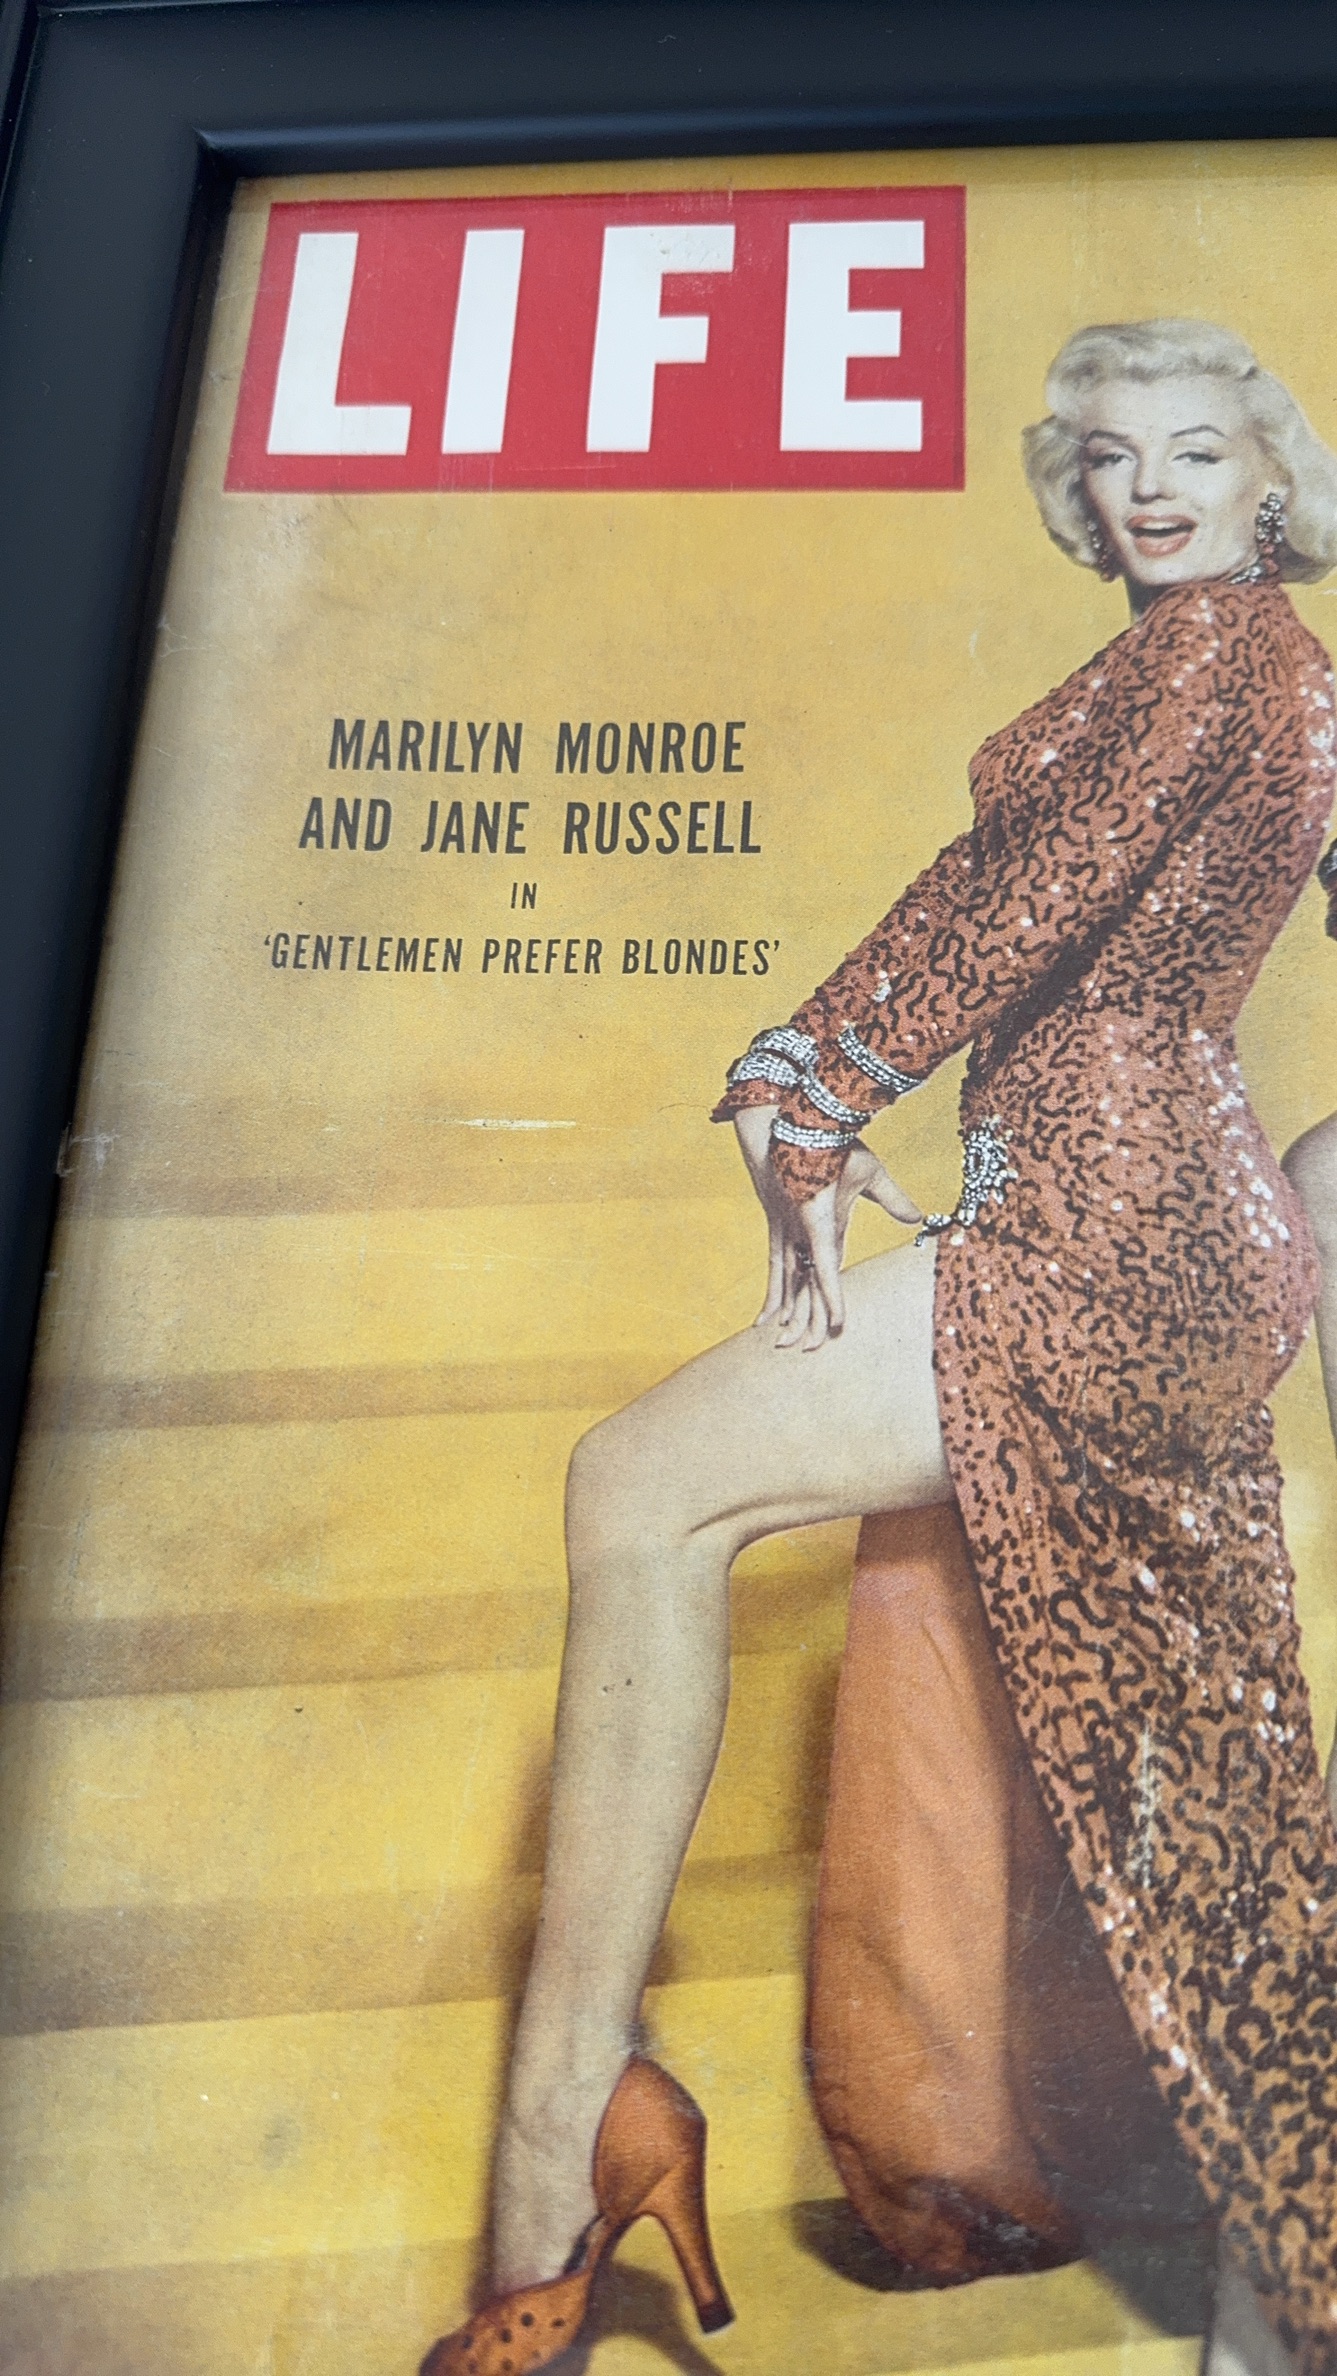 LIFE
MARILYN MONROE
AND JANE RUSSELL
IN
'GENTLEMEN PREFER BLONDES'